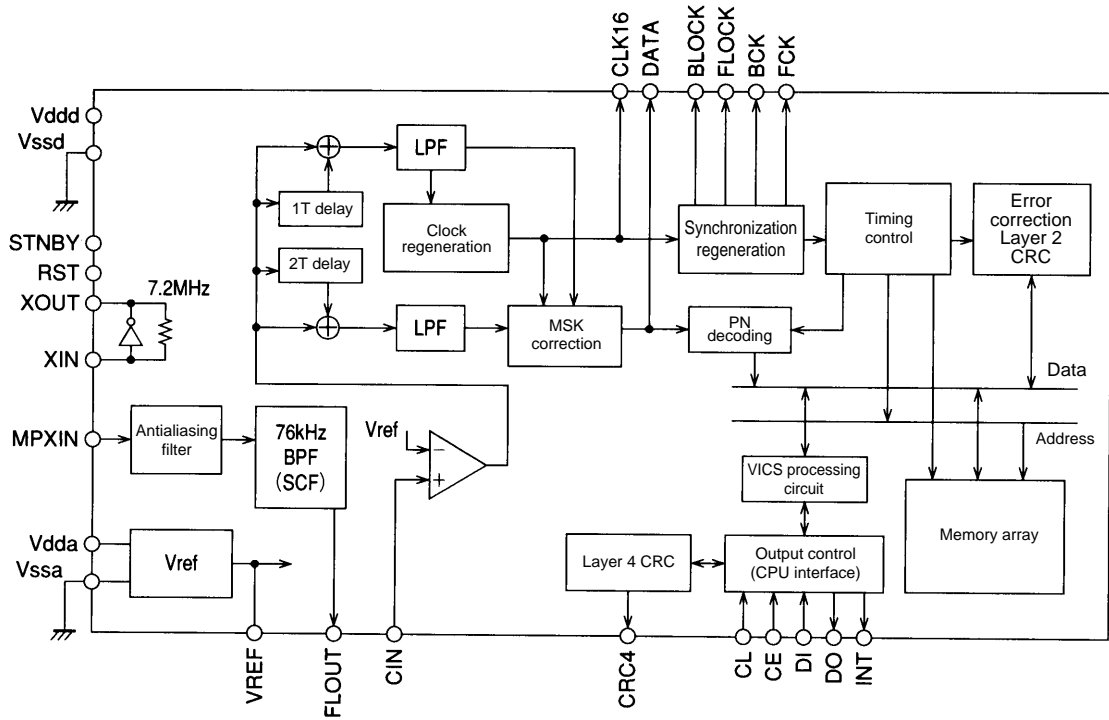 CLK16
DATA
BLOCK
FLOCK
BCK
FCK
Vddd
Vssd
STNBY
RST
XOUT
7.2MHz
XIN
MPXIN
Vdda
Vssa
LPF
1T delay
Clock
regeneration
2T delay
LPF
MSK
correction
Synchronization
regeneration
Timing
control
Error
correction
Layer 2
CRC
PN
decoding
Data
Address
Antialiasing
filter
76kHz
BPF
(SCF)
Vref
−
+
VICS processing
circuit
Memory array
Vref
Layer 4 CRC
Output control
(CPU interface)
VREF
FLOUT
CIN
CRC4
CL
CE
DI
DO
INT